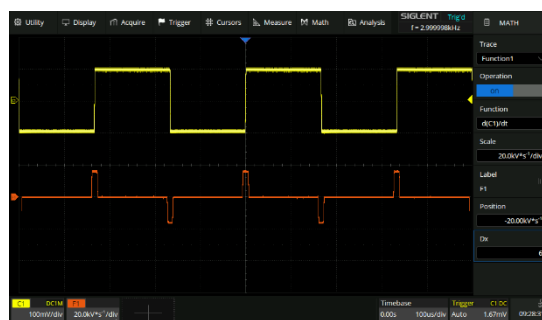 Utility Display Acquire Trigger Cursors Measure Math Analysis
SIGLENT Trig'd
f = 2.999998kHz
MATH
Trace
Function1
Operation
on
Function
d(C1)/dt
Scale
20.0kV*s⁻¹/div
Label
F1
Position
-20.00kV*s⁻¹
Dx
6
C1 DC1M
100mV/div
F1
20.0kV*s⁻¹/div
Timebase
0.00s 100us/div
Trigger C1 DC
Auto 1.67mV